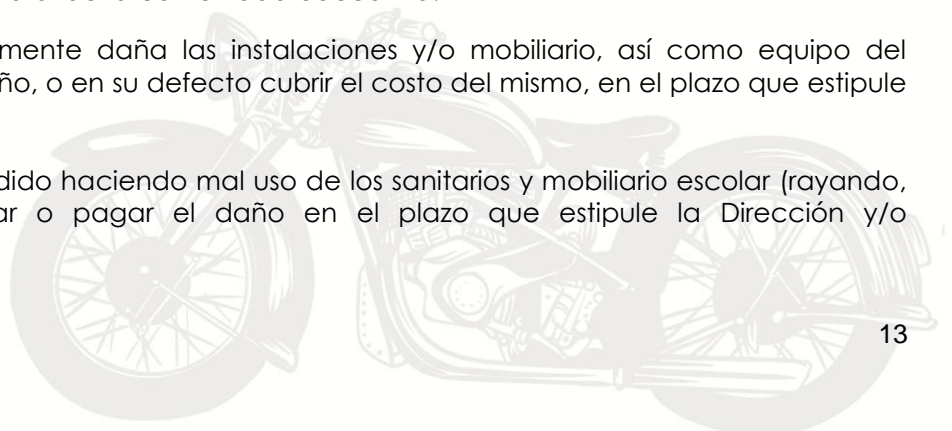 mente daña las instalaciones y/o mobiliario, así como equipo del
ño, o en su defecto cubrir el costo del mismo, en el plazo que estipule
dido haciendo mal uso de los sanitarios y mobiliario escolar (rayando,
ar o pagar el daño en el plazo que estipule la Dirección y/o
13